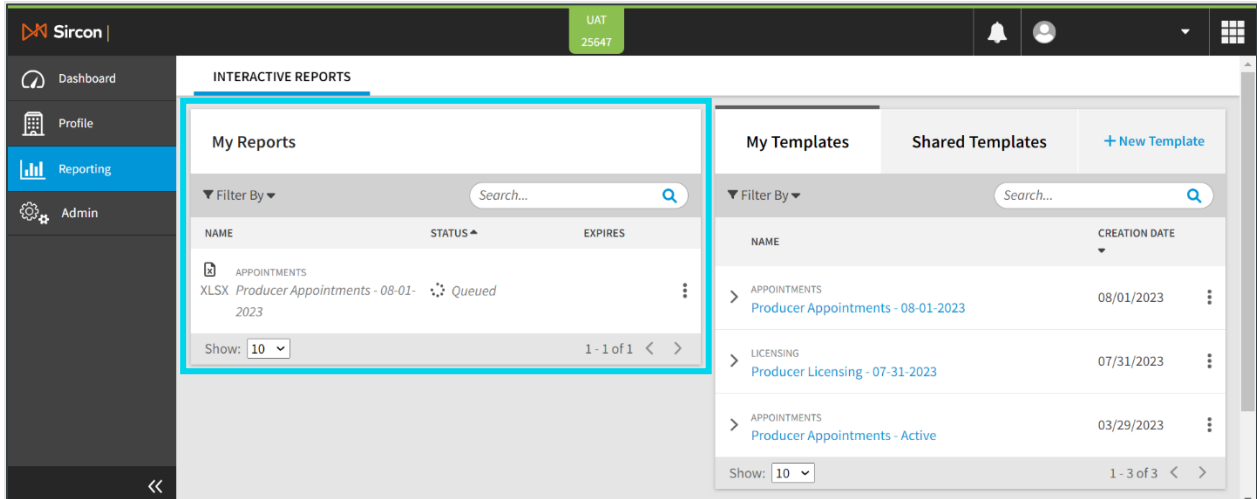 Sircon |
UAT
25647
Dashboard
Profile
Reporting
Admin
INTERACTIVE REPORTS
My Reports
Filter By
Search...
NAME STATUS EXPIRES
APPOINTMENTS
XLSX Producer Appointments - 08-01- Queued
2023
Show: 10 1 - 1 of 1
My Templates Shared Templates + New Template
Filter By
Search...
NAME CREATION DATE
APPOINTMENTS
Producer Appointments - 08-01-2023 08/01/2023
LICENSING
Producer Licensing - 07-31-2023 07/31/2023
APPOINTMENTS
Producer Appointments - Active 03/29/2023
Show: 10 1 - 3 of 3